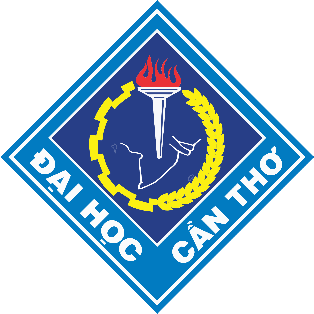 ĐẠI HỌC
CẦN THƠ